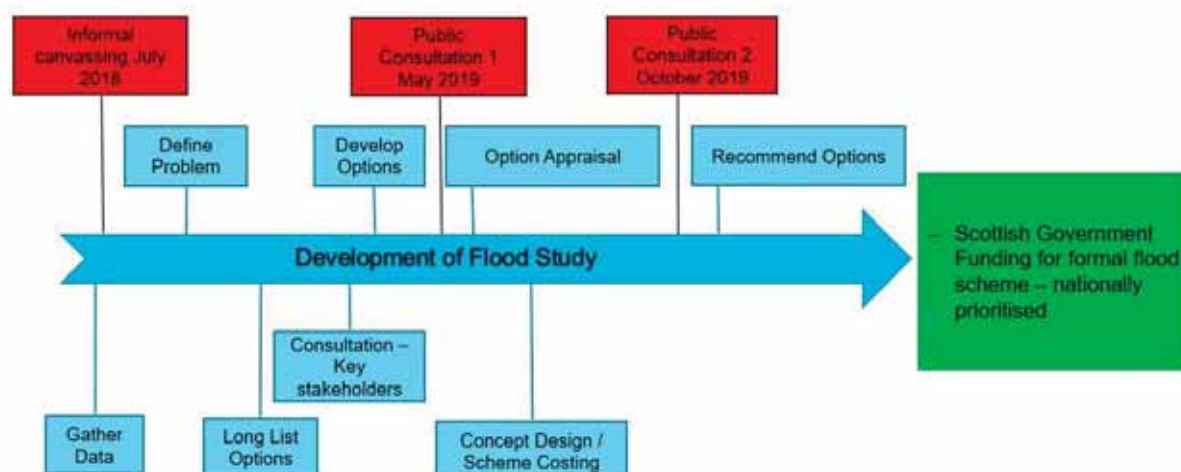 Informal
canvassing July
2018
Public
Consultation 1
May 2019
Public
Consultation 2
October 2019
Define
Problem
Develop
Options
Option Appraisal
Recommend Options
Development of Flood Study
– Scottish Government
Funding for formal flood
scheme – nationally
prioritised
Consultation –
Key
stakeholders
Gather
Data
Long List
Options
Concept Design /
Scheme Costing